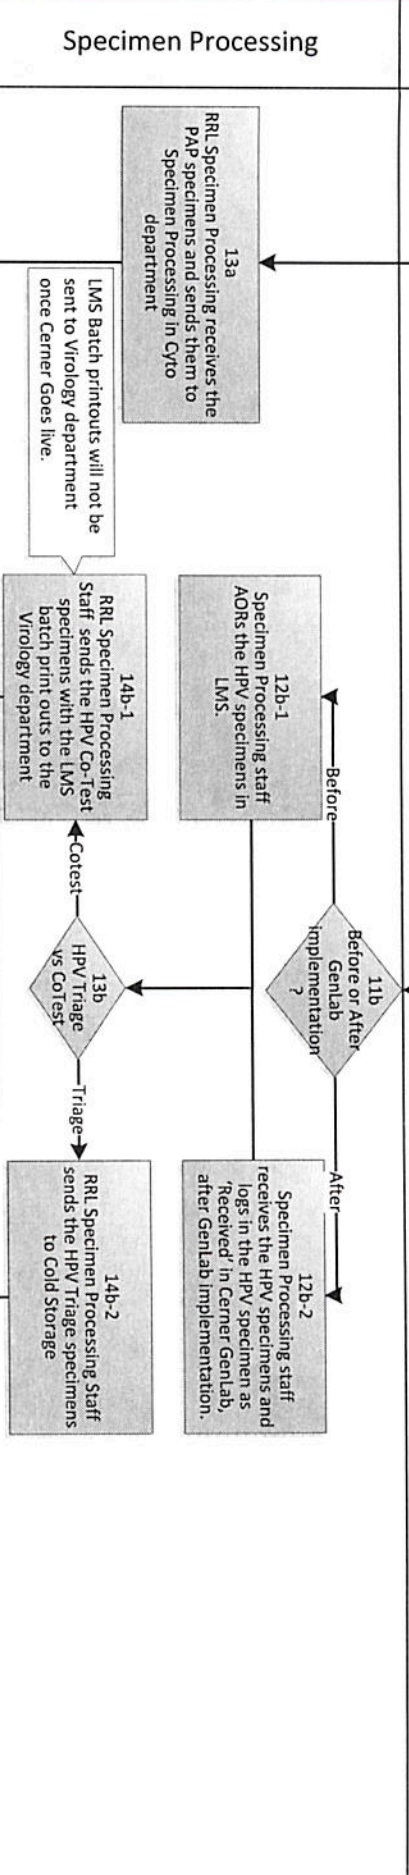 Specimen Processing
13a
RRL Specimen Processing receives the
PAP specimens and sends them to
Specimen Processing in Cyto
department
LMS Batch printouts will not be
sent to Virology department
once Cerner Goes live.
11b
Before or After
GenLab
implementation
?
Before
After
12b-1
Specimen Processing staff
AORs the HPV specimens in
LMS.
12b-2
Specimen Processing staff
receives the HPV specimens and
logs in the HPV specimen as
'Received' in Cerner GenLab,
after GenLab implementation.
13b
HPV Triage
vs CoTest
Cotest
Triage
14b-1
RRL Specimen Processing
Staff sends the HPV Co-Test
specimens with the LMS
batch print outs to the
Virology department
14b-2
RRL Specimen Processing Staff
sends the HPV Triage specimens
to Cold Storage